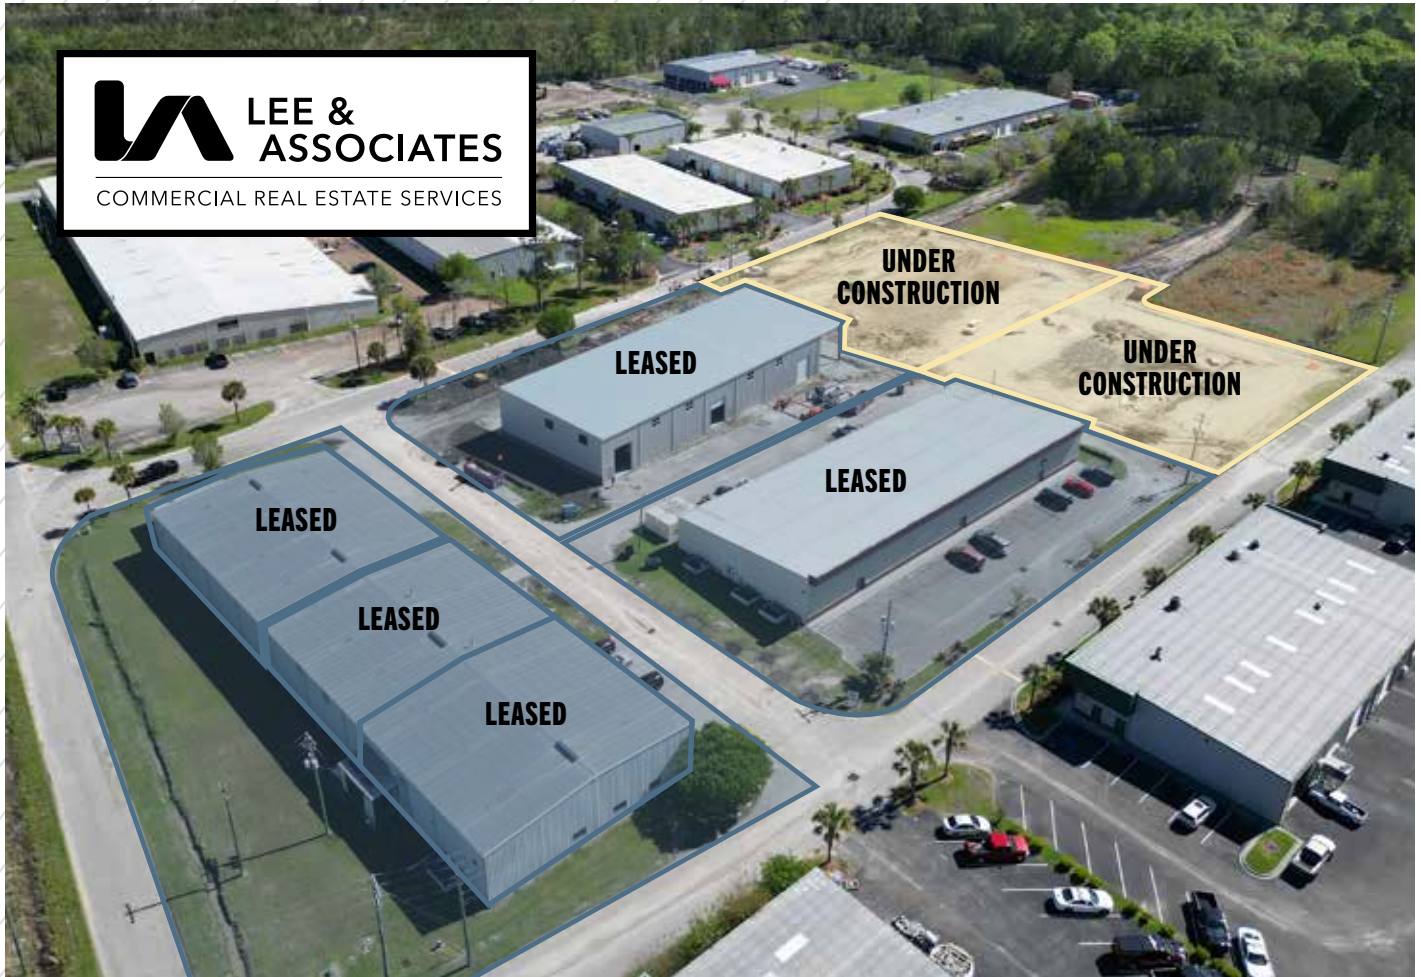 LEE &
ASSOCIATES
COMMERCIAL REAL ESTATE SERVICES
UNDER
CONSTRUCTION
UNDER
CONSTRUCTION
LEASED
LEASED
LEASED
LEASED
LEASED